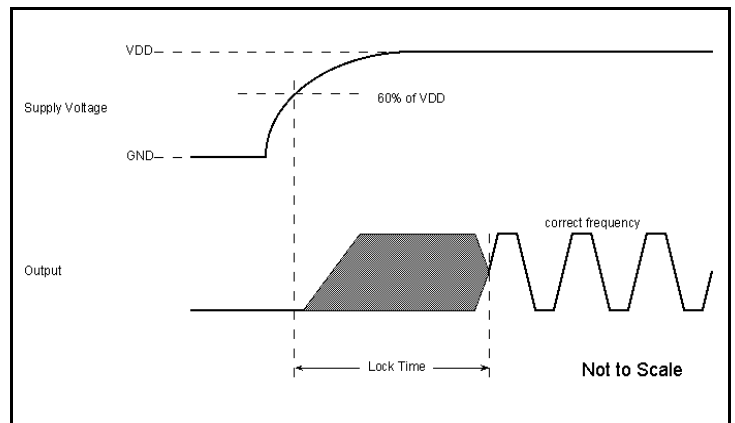 VDD
60% of VDD
Supply Voltage
GND
correct frequency
Output
Lock Time
Not to Scale